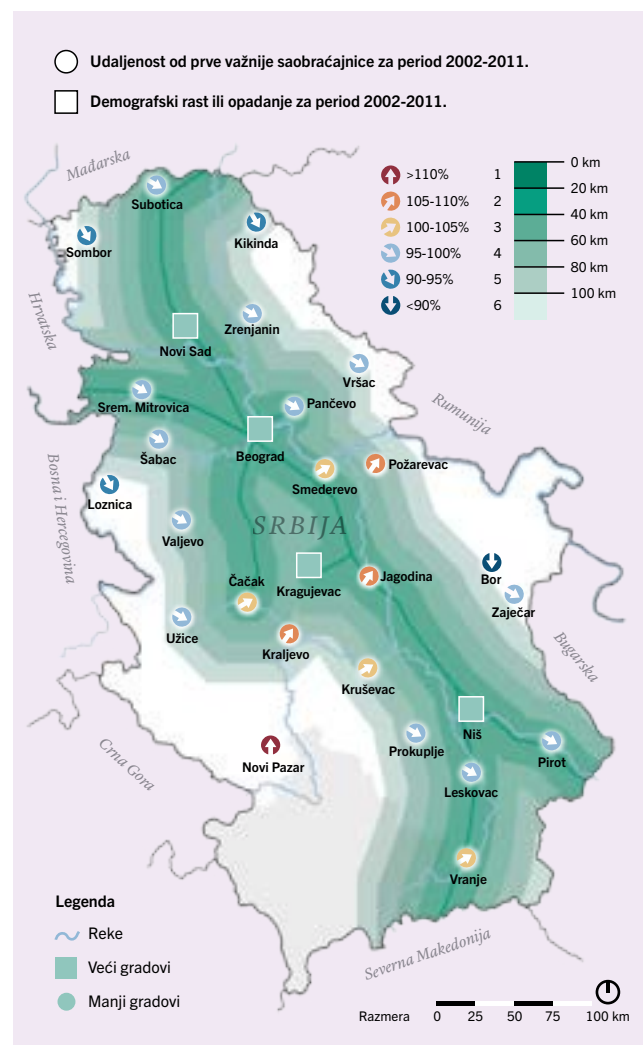 Udaljenost od prve važnije saobraćajnice za period 2002-2011.
Demografski rast ili opadanje za period 2002-2011.
Mađarska
>110% 1 0 km
105-110% 2 20 km
100-105% 3 40 km
95-100% 4 60 km
90-95% 5 80 km
<90% 6 100 km
Subotica
Sombor
Kikinda
Hrvatska
Zrenjanin
Novi Sad
Vršac
Srem. Mitrovica
Pančevo
Rumunija
Šabac
Beograd
Požarevac
Smederevo
Bosna i Hercegovina
Loznica
SRBIJA
Valjevo
Čačak
Kragujevac
Jagodina
Bor
Zaječar
Užice
Kraljevo
Bugarska
Kruševac
Niš
Prokuplje
Pirot
Crna Gora
Novi Pazar
Leskovac
Vranje
Legenda
Reke
Veći gradovi
Manji gradovi
Severna Makedonija
Razmera 0 25 50 75 100 km